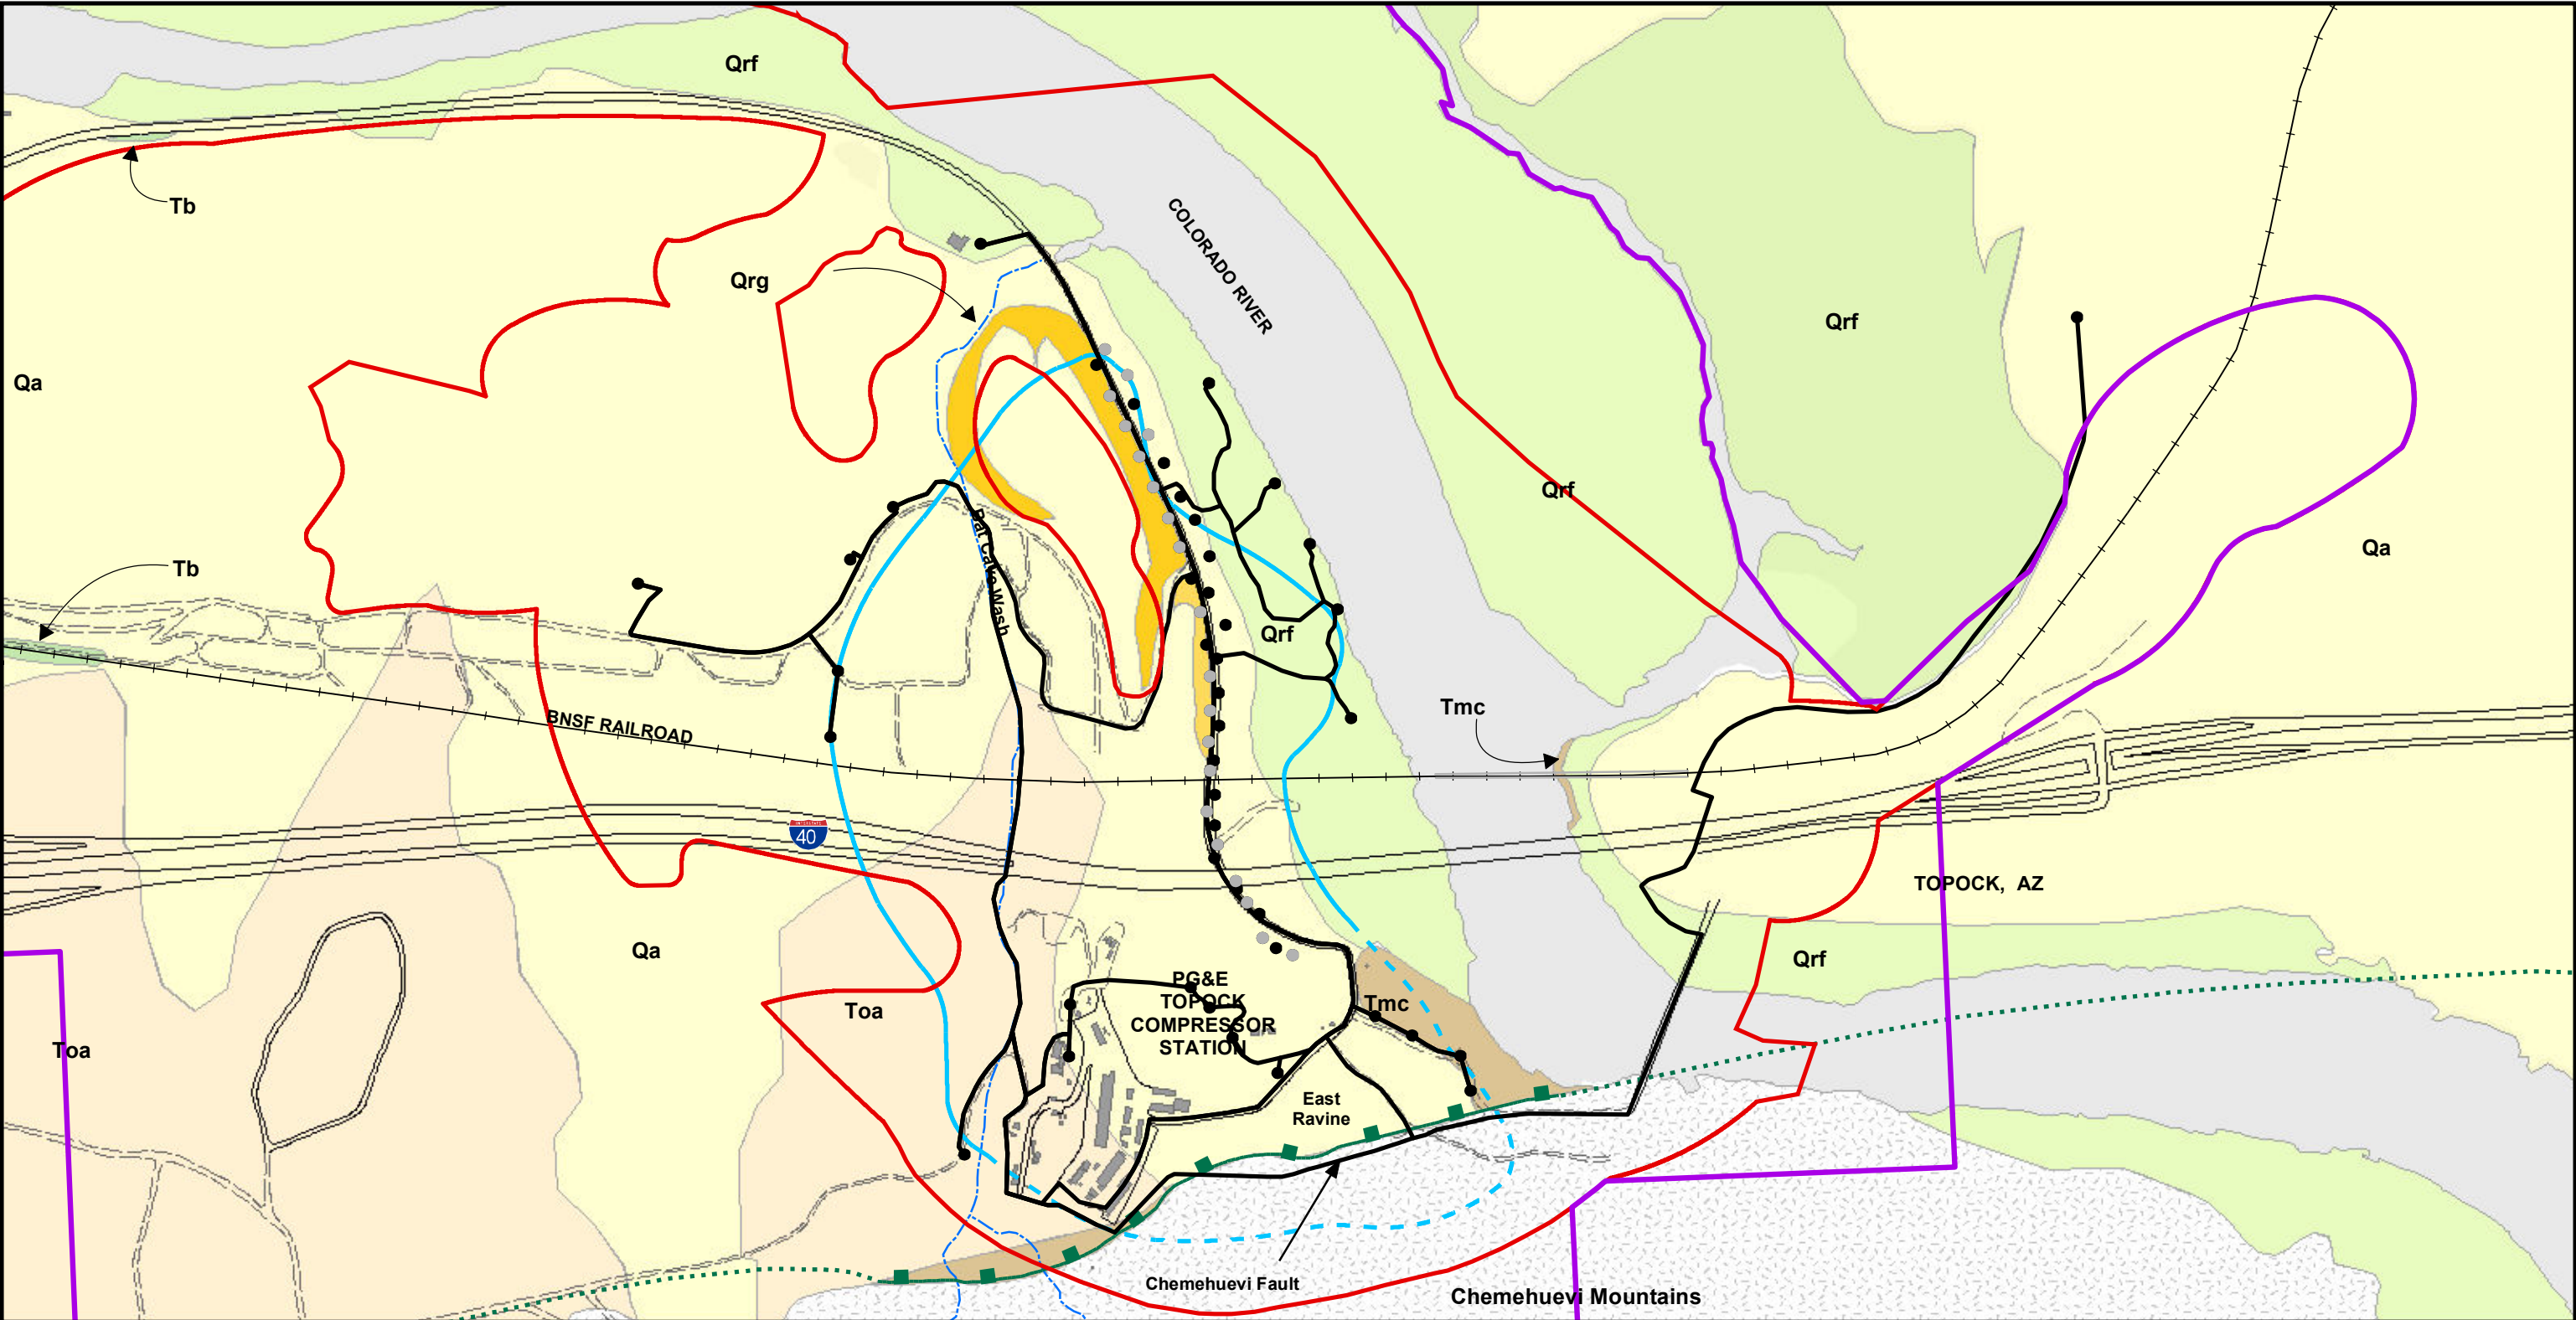 Qrf
Tb
COLORADO RIVER
Qrg
Qrf
Qa
Qrf
Qa
Tb
Bat Cave Wash
Qrf
Tmc
BNSF RAILROAD
40
TOPOCK, AZ
Qa
Qrf
PG&E
TOPOCK
COMPRESSOR
STATION
Tmc
Toa
Toa
East
Ravine
Chemehuevi Fault
Chemehuevi Mountains